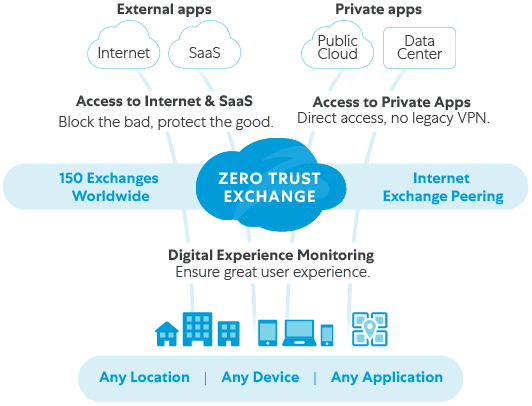 External apps
Private apps
Internet
SaaS
Public
Cloud
Data
Center
Access to Internet & SaaS
Block the bad, protect the good.
Access to Private Apps
Direct access, no legacy VPN.
150 Exchanges
Worldwide
ZERO TRUST
EXCHANGE
Internet
Exchange Peering
Digital Experience Monitoring
Ensure great user experience.
Any Location | Any Device | Any Application